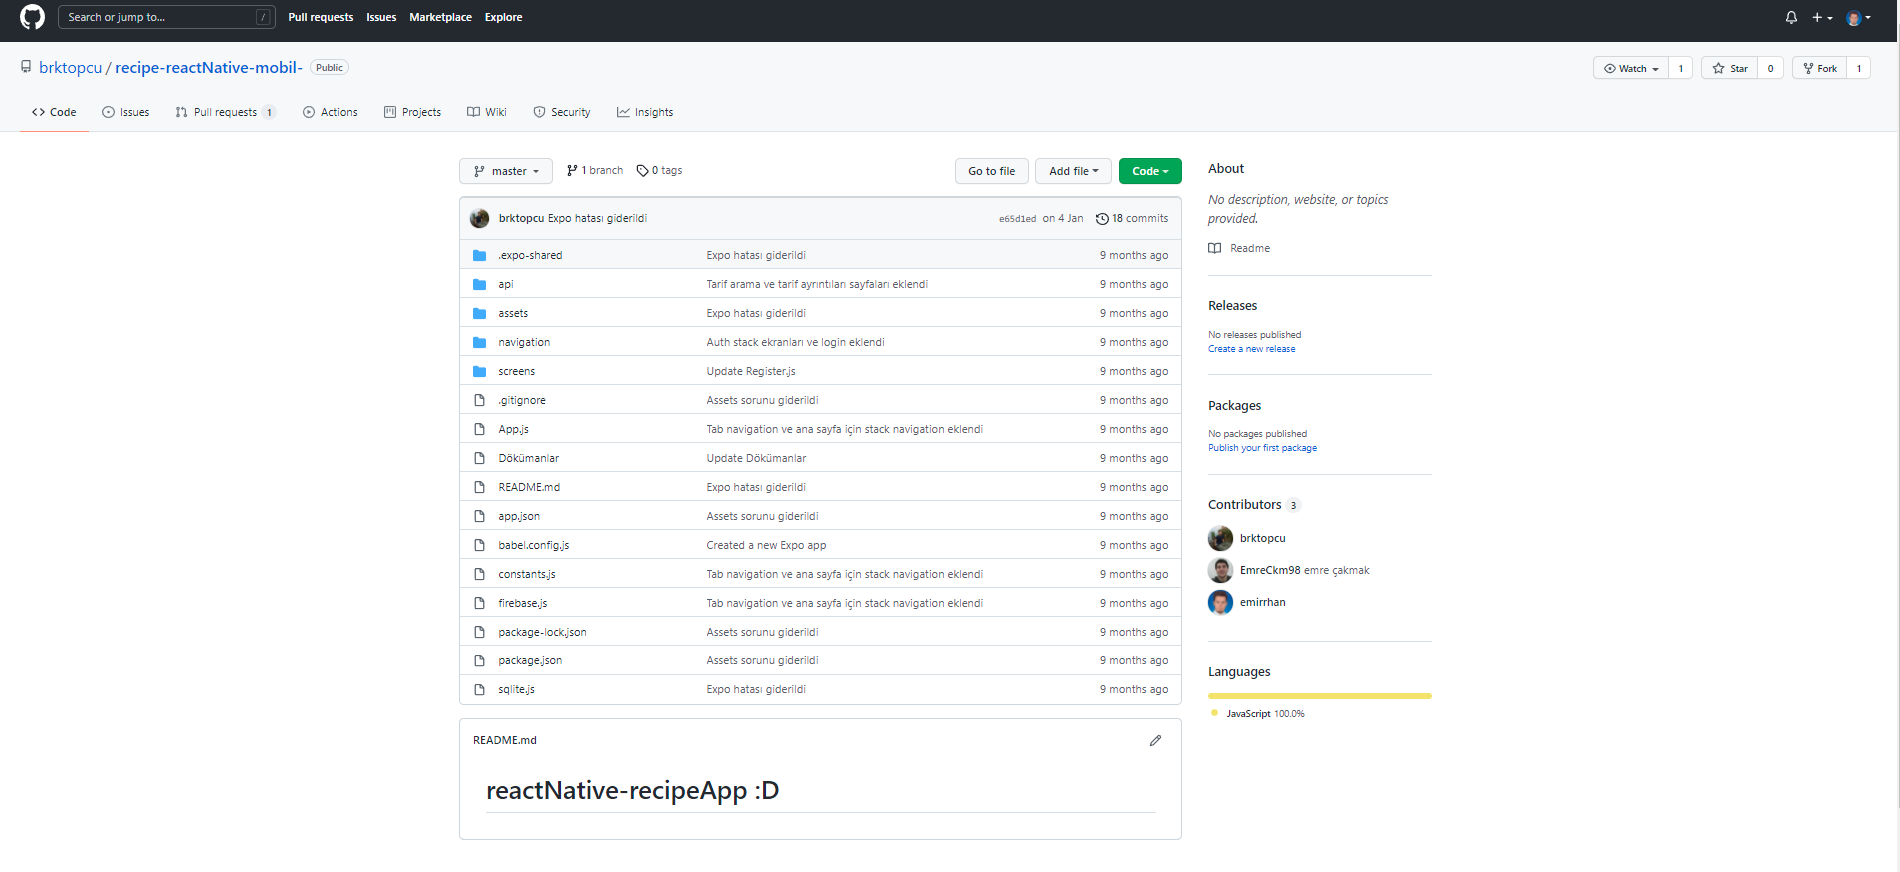 Search or jump to... /
Pull requests Issues Marketplace Explore
brktopcu / recipe-reactNative-mobil- Public
Watch 1 Star 0 Fork 1
Code Issues Pull requests 1 Actions Projects Wiki Security Insights
master 1 branch 0 tags Go to file Add file Code
brktopcu Expo hatası giderildi e65d1ed on 4 Jan 18 commits
.expo-shared Expo hatası giderildi 9 months ago
api Tarif arama ve tarif ayrıntıları sayfaları eklendi 9 months ago
assets Expo hatası giderildi 9 months ago
navigation Auth stack ekranları ve login eklendi 9 months ago
screens Update Register.js 9 months ago
.gitignore Assets sorunu giderildi 9 months ago
App.js Tab navigation ve ana sayfa için stack navigation eklendi 9 months ago
Dökümanlar Update Dökümanlar 9 months ago
README.md Expo hatası giderildi 9 months ago
app.json Assets sorunu giderildi 9 months ago
babel.config.js Created a new Expo app 9 months ago
constants.js Tab navigation ve ana sayfa için stack navigation eklendi 9 months ago
firebase.js Tab navigation ve ana sayfa için stack navigation eklendi 9 months ago
package-lock.json Assets sorunu giderildi 9 months ago
package.json Assets sorunu giderildi 9 months ago
sqlite.js Expo hatası giderildi 9 months ago
README.md
reactNative-recipeApp :D
About
No description, website, or topics
provided.
Readme
Releases
No releases published
Create a new release
Packages
No packages published
Publish your first package
Contributors 3
brktopcu
EmreCkm98 emre çakmak
emirrhan
Languages
JavaScript 100.0%